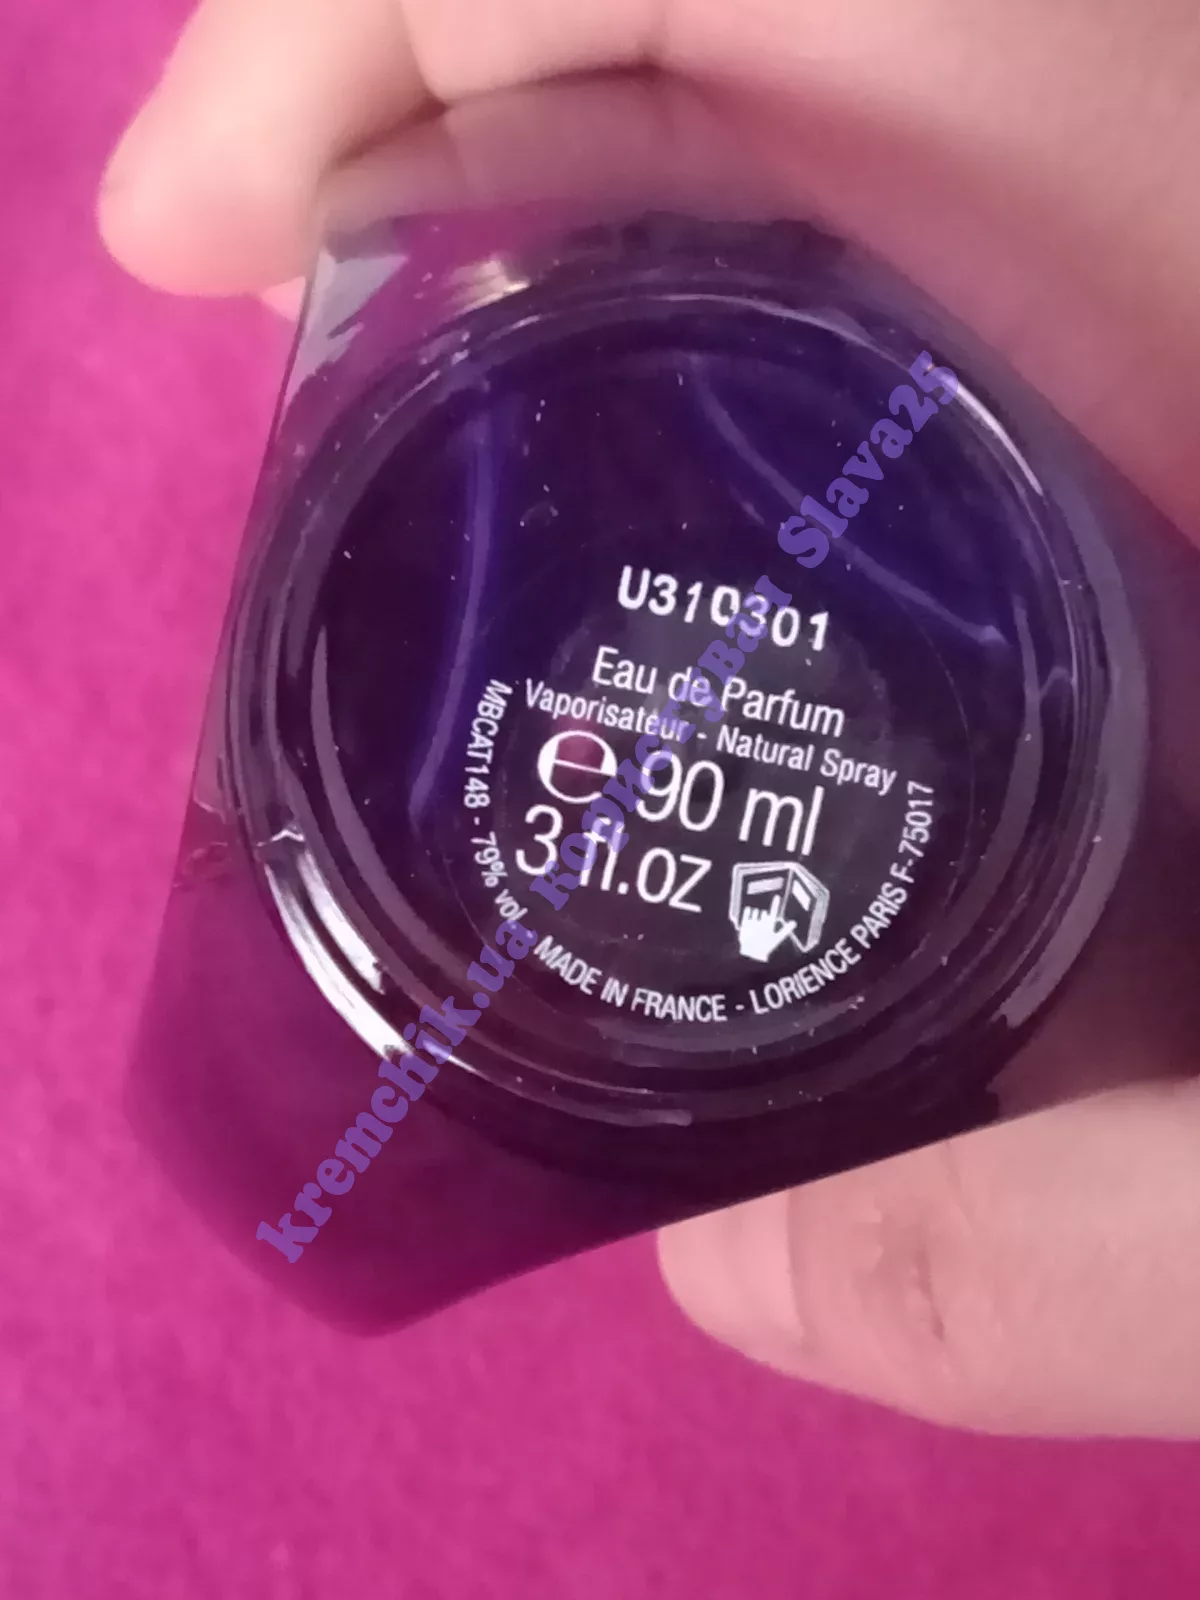 U310301
Eau de Parfum
Vaporisateur - Natural Spray
℮ 90 ml
3 fl.oz
MBCAT148 - 79% vol. - MADE IN FRANCE - LORIENCE PARIS F-75017
kremchik.ua користувач Slava25